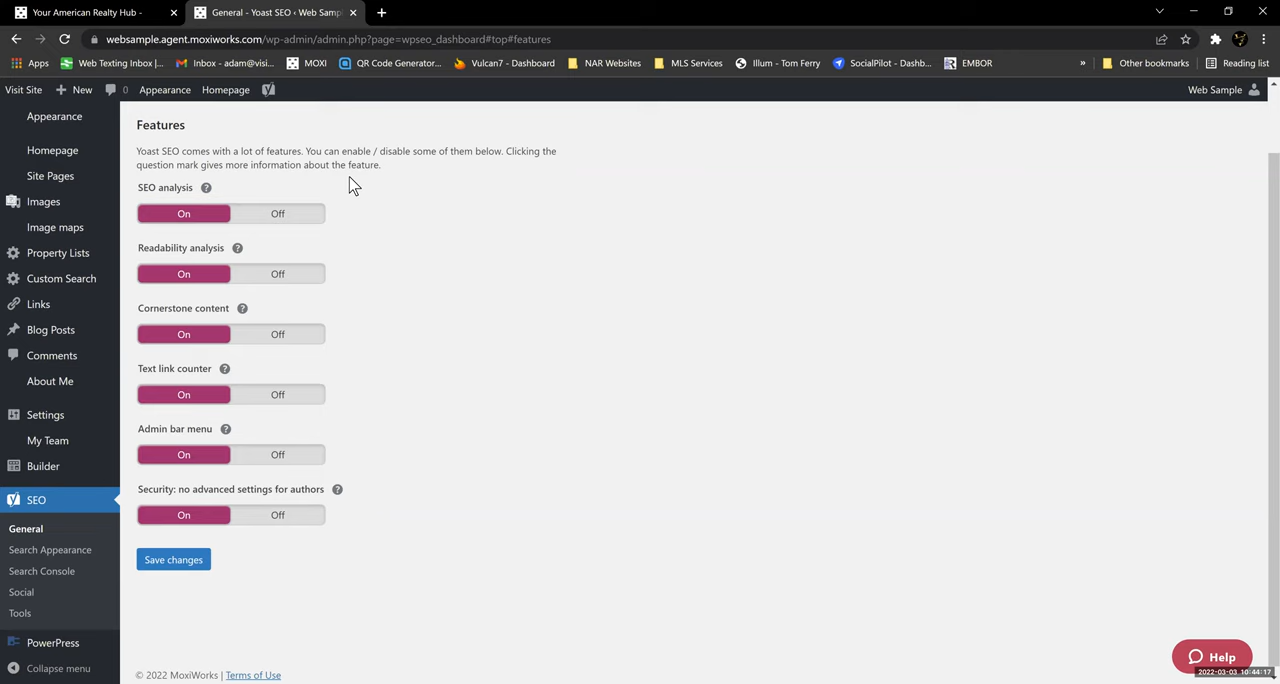 Your American Realty Hub -
General - Yoast SEO ‹ Web Sampl
websample.agent.moxiworks.com/wp-admin/admin.php?page=wpseo_dashboard#top#features
Apps
Web Texting Inbox |...
Inbox - adam@visi...
MOXI
QR Code Generator...
Vulcan7 - Dashboard
NAR Websites
MLS Services
Illum - Tom Ferry
SocialPilot - Dashb...
EMBOR
»
Other bookmarks
Reading list
Visit Site
New
0
Appearance
Homepage
Web Sample
Appearance
Homepage
Site Pages
Images
Image maps
Property Lists
Custom Search
Links
Blog Posts
Comments
About Me
Settings
My Team
Builder
SEO
General
Search Appearance
Search Console
Social
Tools
PowerPress
Collapse menu
Features
Yoast SEO comes with a lot of features. You can enable / disable some of them below. Clicking the
question mark gives more information about the feature.
SEO analysis ?
On Off
Readability analysis ?
On Off
Cornerstone content ?
On Off
Text link counter ?
On Off
Admin bar menu ?
On Off
Security: no advanced settings for authors ?
On Off
Save changes
© 2022 MoxiWorks | Terms of Use
Help
2022-03-03 10:44:17